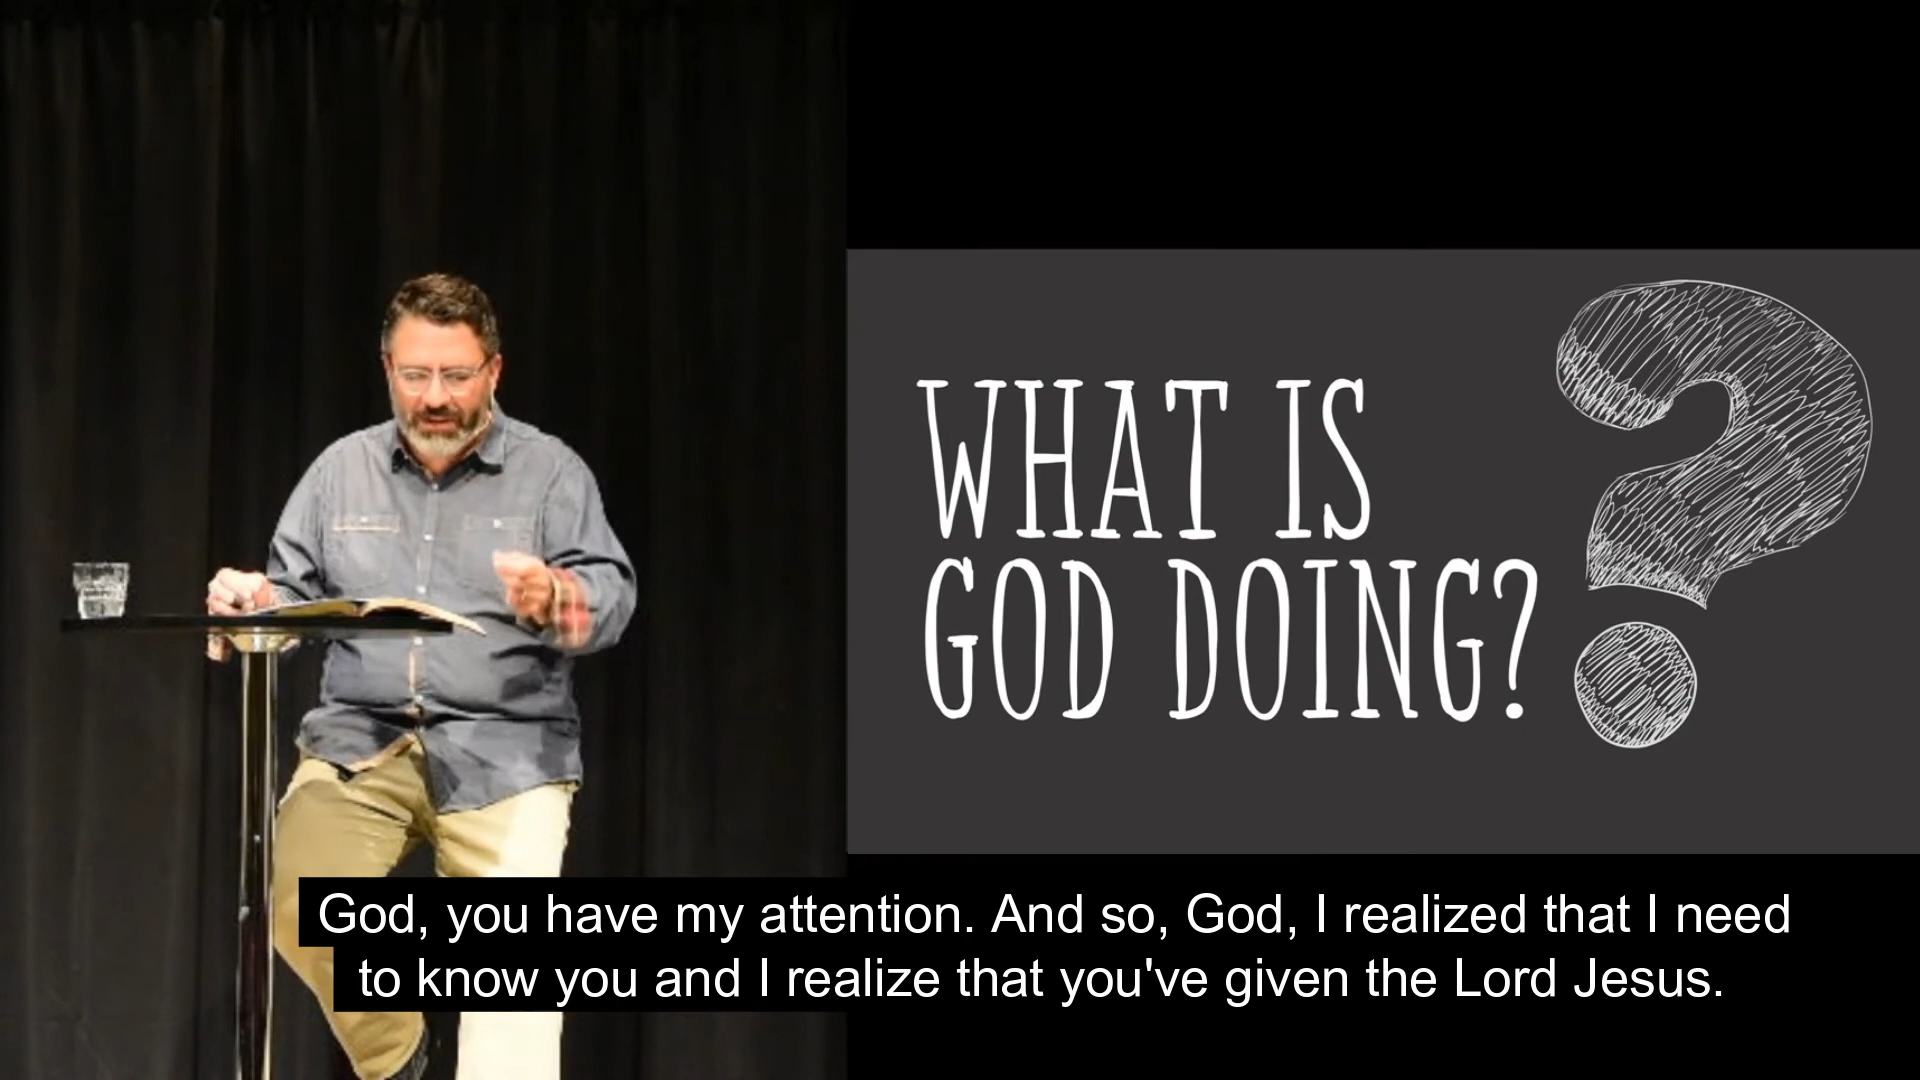 WHAT IS
GOD DOING?
God, you have my attention. And so, God, I realized that I need
to know you and I realize that you've given the Lord Jesus.